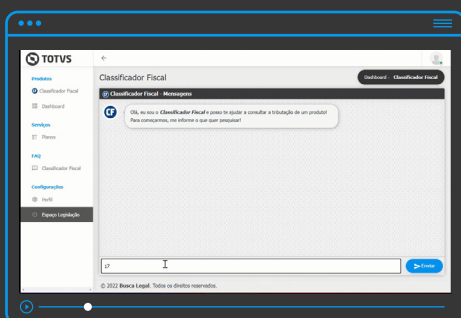 TOTVS
Produtos
Classificador Fiscal
Dashboard
Serviços
Planos
FAQ
Classificador Fiscal
Configurações
Perfil
Espaço Legislação
Classificador Fiscal
Dashboard - Classificador Fiscal
CF Classificador Fiscal - Mensagens
CF
Olá, eu sou o Classificador Fiscal e posso te ajudar a consultar a tributação de um produto!
Para começarmos, me informe o que quer pesquisar!
Enviar
© 2022 Busca Legal. Todos os direitos reservados.